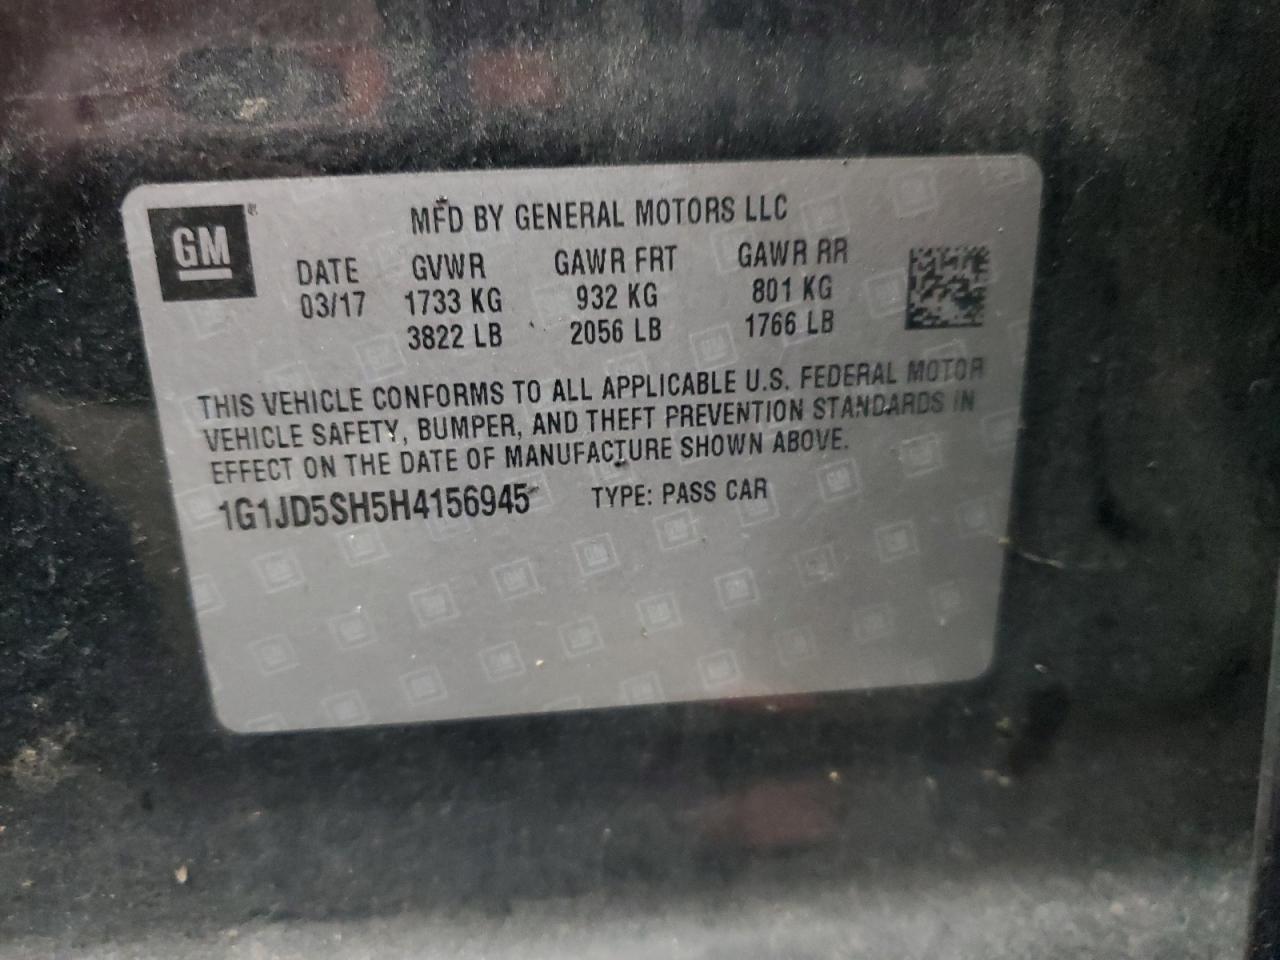 GM®
MFD BY GENERAL MOTORS LLC
DATE GVWR GAWR FRT GAWR RR
03/17 1733 KG 932 KG 801 KG
3822 LB 2056 LB 1766 LB
THIS VEHICLE CONFORMS TO ALL APPLICABLE U.S. FEDERAL MOTOR
VEHICLE SAFETY, BUMPER, AND THEFT PREVENTION STANDARDS IN
EFFECT ON THE DATE OF MANUFACTURE SHOWN ABOVE.
1G1JD5SH5H4156945 TYPE: PASS CAR